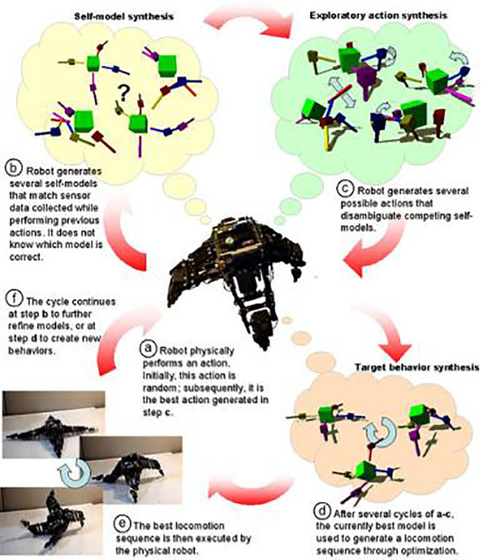 Self-model synthesis
Exploratory action synthesis
?
b Robot generates
several self-models
that match sensor
data collected while
performing previous
actions. It does not
know which model is
correct.
c Robot generates several
possible actions that
disambiguate competing self-
models.
f The cycle continues
at step b to further
refine models, or at
step d to create new
behaviors.
a Robot physically
performs an action.
Initially, this action is
random; subsequently, it is
the best action generated in
step c.
Target behavior synthesis
d After several cycles of a-c,
the currently best model is
used to generate a locomotion
sequence through optimization.
e The best locomotion
sequence is then executed by
the physical robot.